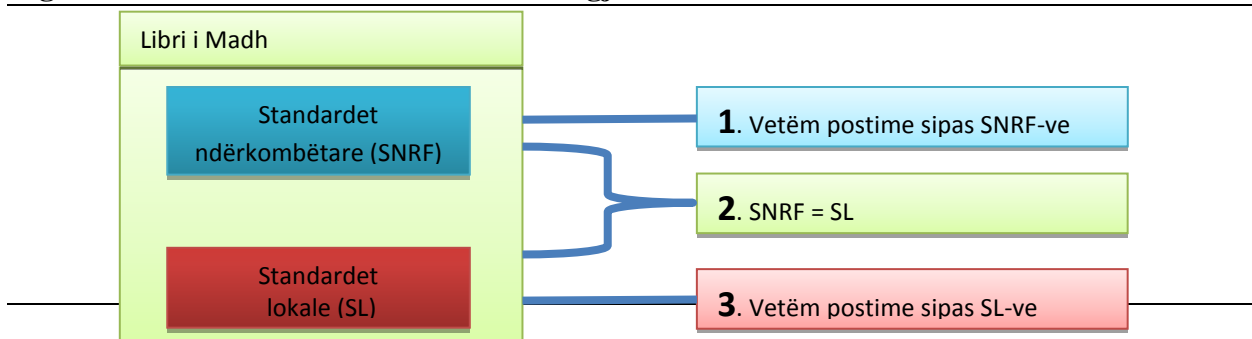 Libri i Madh
Standardet
ndërkombëtare (SNRF)
1. Vetëm postime sipas SNRF-ve
2. SNRF = SL
Standardet
lokale (SL)
3. Vetëm postime sipas SL-ve